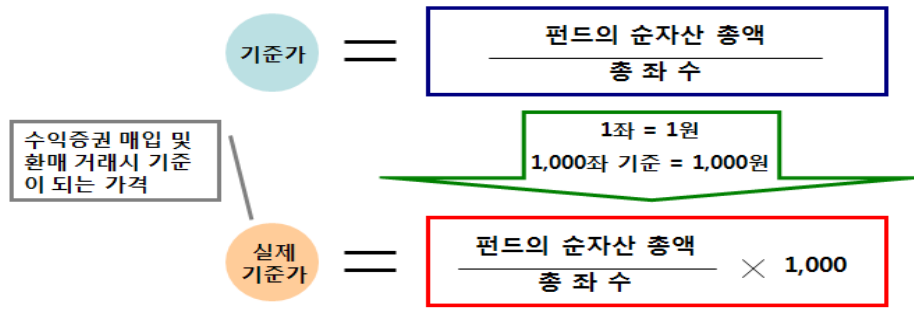 기준가
=
펀드의 순자산 총액
총 좌 수
수익증권 매입 및
환매 거래시 기준
이 되는 가격
1좌 = 1원
1,000좌 기준 = 1,000원
실제
기준가
=
펀드의 순자산 총액
총 좌 수
× 1,000